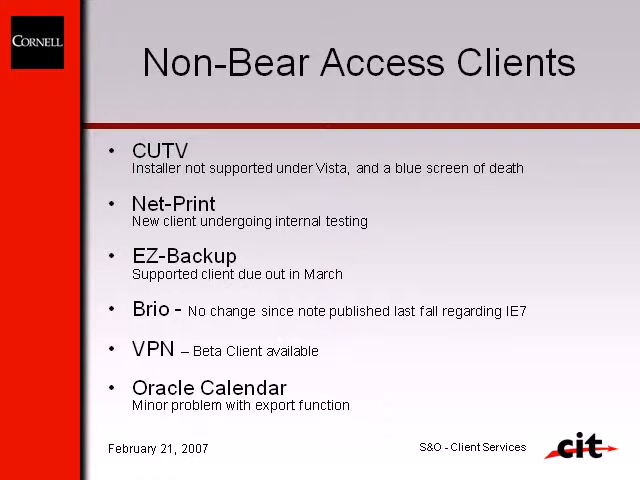 CORNELL
Non-Bear Access Clients
• CUTV
Installer not supported under Vista, and a blue screen of death
• Net-Print
New client undergoing internal testing
• EZ-Backup
Supported client due out in March
• Brio - No change since note published last fall regarding IE7
• VPN – Beta Client available
• Oracle Calendar
Minor problem with export function
February 21, 2007
S&O - Client Services
cit